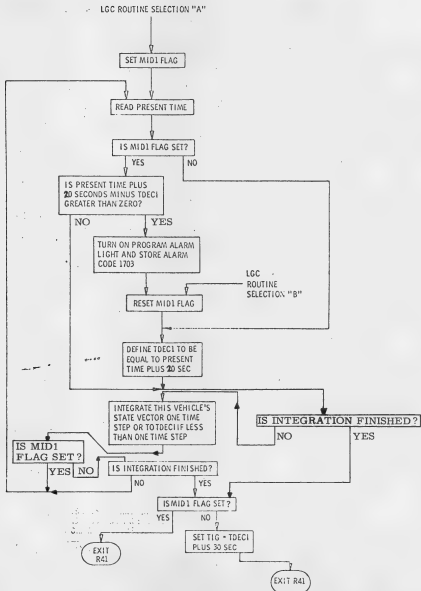 LGC ROUTINE SELECTION "A"
SET MID1 FLAG
READ PRESENT TIME
IS MID1 FLAG SET?
YES
NO
IS PRESENT TIME PLUS
20 SECONDS MINUS TDEC1
GREATER THAN ZERO?
NO
YES
TURN ON PROGRAM ALARM
LIGHT AND STORE ALARM
CODE 1703
LGC
ROUTINE
SELECTION "B"
RESET MID1 FLAG
DEFINE TDEC1 TO BE
EQUAL TO PRESENT
TIME PLUS 20 SEC
INTEGRATE THIS VEHICLE'S
STATE VECTOR ONE TIME
STEP OR TO TDEC1 IF LESS
THAN ONE TIME STEP
IS INTEGRATION FINISHED?
NO
YES
IS MID1
FLAG SET?
YES
NO
IS INTEGRATION FINISHED?
NO
YES
IS MID1 FLAG SET?
YES
NO
SET TIG = TDEC1
PLUS 30 SEC
EXIT
R41
EXIT
R41